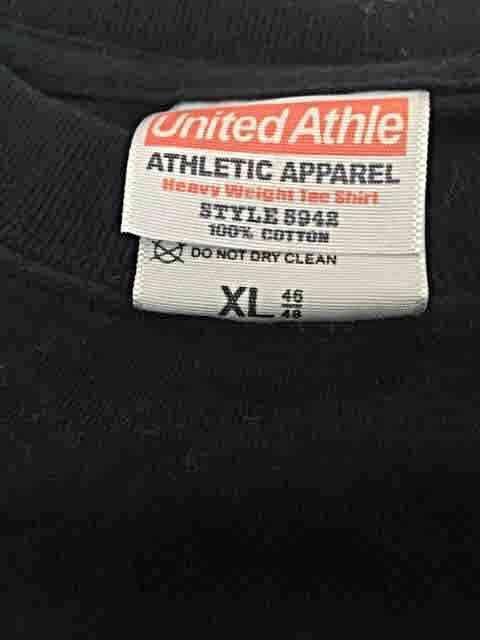 United Athle
ATHLETIC APPAREL
Heavy Weight Tee Shirt
STYLE 5942
100% COTTON
DO NOT DRY CLEAN
XL 46
48